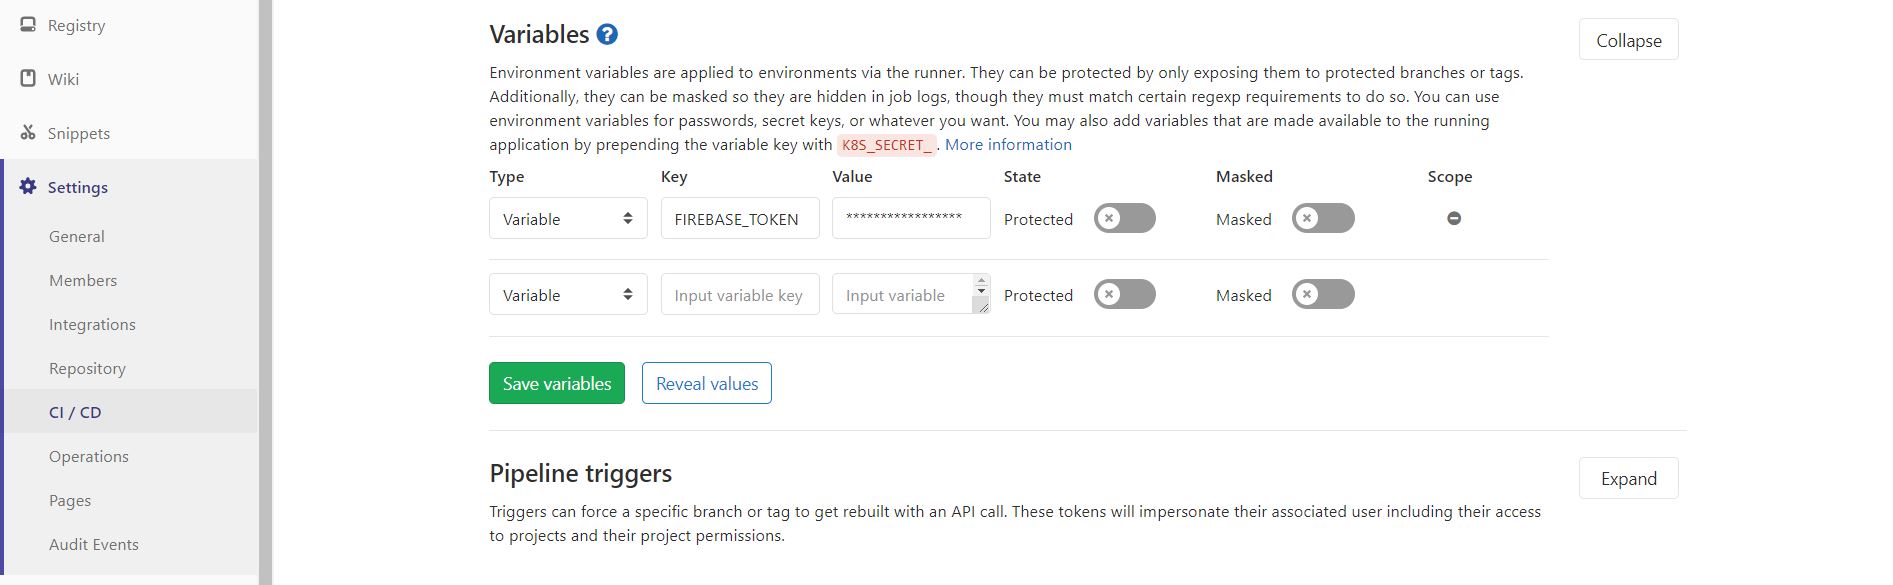 Registry
Wiki
Snippets
Settings
General
Members
Integrations
Repository
CI / CD
Operations
Pages
Audit Events
Variables ?
Collapse
Environment variables are applied to environments via the runner. They can be protected by only exposing them to protected branches or tags.
Additionally, they can be masked so they are hidden in job logs, though they must match certain regexp requirements to do so. You can use
environment variables for passwords, secret keys, or whatever you want. You may also add variables that are made available to the running
application by prepending the variable key with K8S_SECRET_. More information
Type Key Value State Masked Scope
Variable FIREBASE_TOKEN ***************** Protected Masked
Variable Input variable key Input variable Protected Masked
Save variables Reveal values
Pipeline triggers
Expand
Triggers can force a specific branch or tag to get rebuilt with an API call. These tokens will impersonate their associated user including their access
to projects and their project permissions.